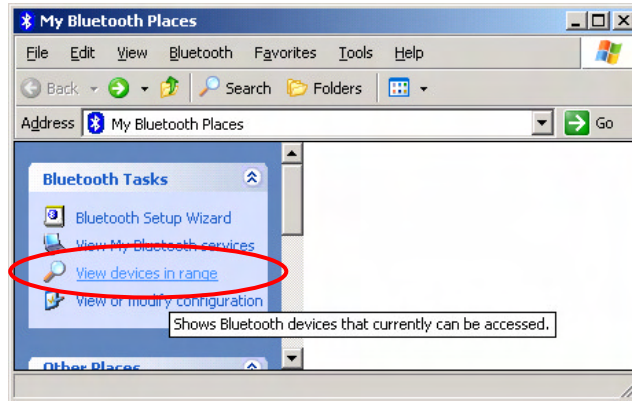 My Bluetooth Places
File Edit View Bluetooth Favorites Tools Help
Back Search Folders
Address My Bluetooth Places Go
Bluetooth Tasks
Bluetooth Setup Wizard
View My Bluetooth services
View devices in range
View or modify configuration
Shows Bluetooth devices that currently can be accessed.
Other Places